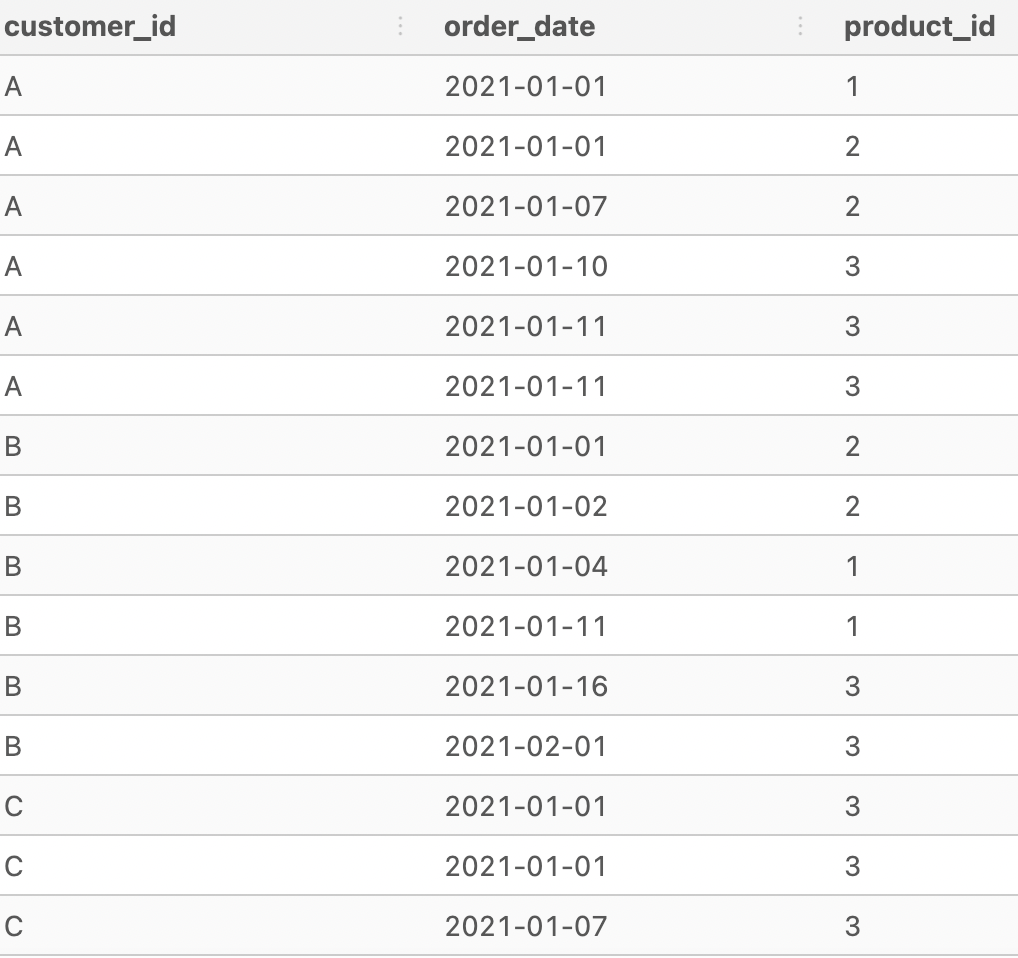 customer_id order_date product_id
A 2021-01-01 1
A 2021-01-01 2
A 2021-01-07 2
A 2021-01-10 3
A 2021-01-11 3
A 2021-01-11 3
B 2021-01-01 2
B 2021-01-02 2
B 2021-01-04 1
B 2021-01-11 1
B 2021-01-16 3
B 2021-02-01 3
C 2021-01-01 3
C 2021-01-01 3
C 2021-01-07 3